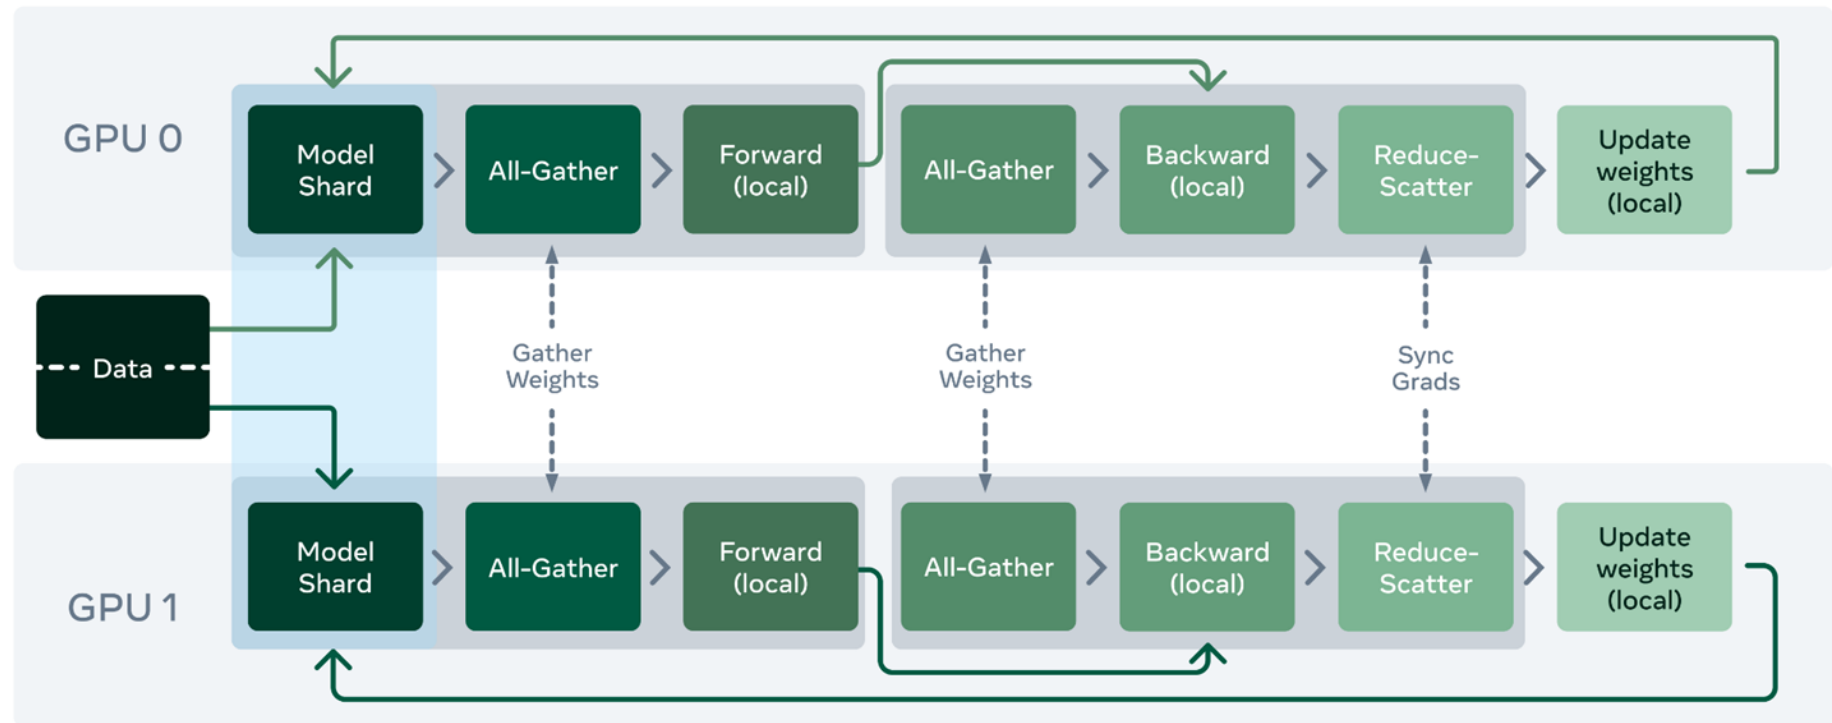 GPU 0
Model
Shard
All-Gather
Forward
(local)
All-Gather
Backward
(local)
Reduce-
Scatter
Update
weights
(local)
Data
Gather
Weights
Gather
Weights
Sync
Grads
GPU 1
Model
Shard
All-Gather
Forward
(local)
All-Gather
Backward
(local)
Reduce-
Scatter
Update
weights
(local)